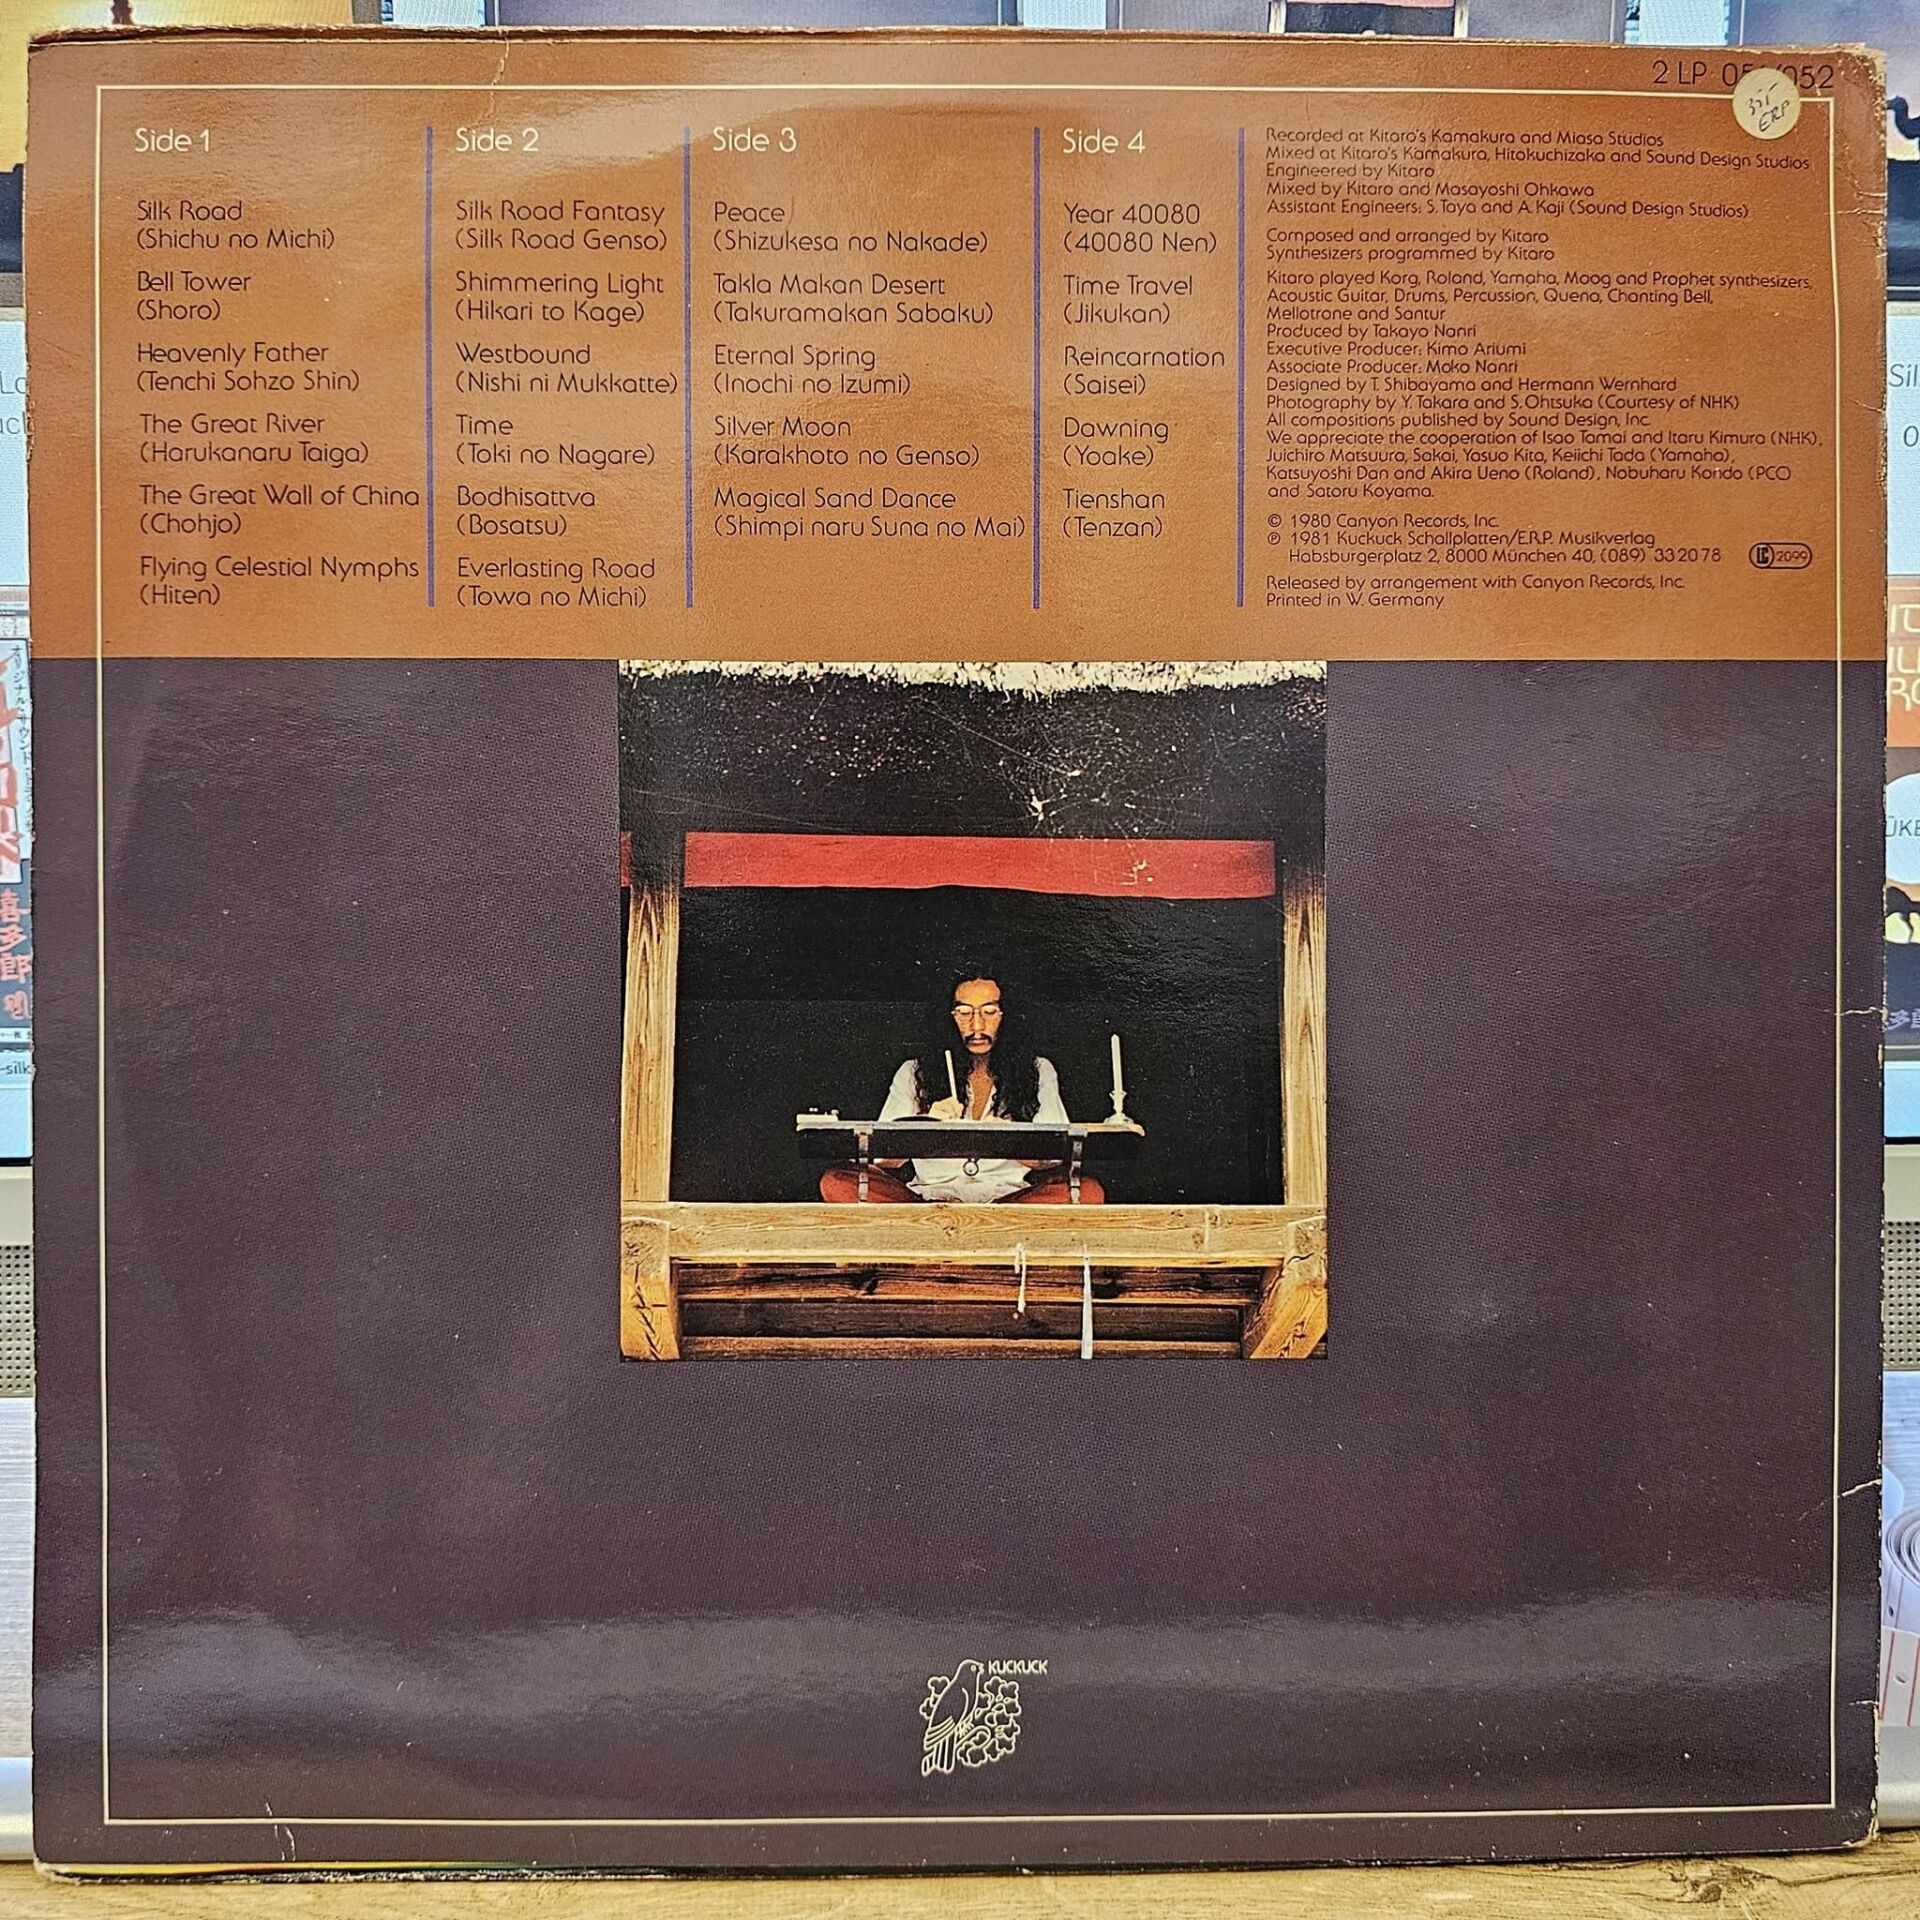 2 LP 052
35,-
ERP
Side 1
Silk Road
(Shichu no Michi)
Bell Tower
(Shoro)
Heavenly Father
(Tenchi Sohzo Shin)
The Great River
(Harukanaru Taiga)
The Great Wall of China
(Chohjo)
Flying Celestial Nymphs
(Hiten)
Side 2
Silk Road Fantasy
(Silk Road Genso)
Shimmering Light
(Hikari to Kage)
Westbound
(Nishi ni Mukkatte)
Time
(Toki no Nagare)
Bodhisattva
(Bosatsu)
Everlasting Road
(Towa no Michi)
Side 3
Peace
(Shizukesa no Nakade)
Takla Makan Desert
(Takuramakan Sabaku)
Eternal Spring
(Inochi no Izumi)
Silver Moon
(Karakhoto no Genso)
Magical Sand Dance
(Shimpi naru Suna no Mai)
Side 4
Year 40080
(40080 Nen)
Time Travel
(Jikukan)
Reincarnation
(Saisei)
Dawning
(Yoake)
Tienshan
(Tenzan)
Recorded at Kitaro's Kamakura and Miasa Studios
Mixed at Kitaro's Kamakura, Hitokuchizaka and Sound Design Studios
Engineered by Kitaro
Mixed by Kitaro and Masayoshi Ohkawa
Assistant Engineers: S. Taya and A. Kaji (Sound Design Studios)
Composed and arranged by Kitaro
Synthesizers programmed by Kitaro
Kitaro played Korg, Roland, Yamaha, Moog and Prophet synthesizers,
Acoustic Guitar, Drums, Percussion, Quena, Chanting Bell,
Mellotrone and Santur
Produced by Takayo Nanri
Executive Producer: Kimo Ariumi
Associate Producer: Moko Nanri
Designed by T. Shibayama and Hermann Wernhard
Photography by Y. Takara and S. Ohtsuka (Courtesy of NHK)
All compositions published by Sound Design, Inc.
We appreciate the cooperation of Isao Tamai and Itaru Kimura (NHK),
Juichiro Matsuura, Sakai, Yasuo Kita, Keiichi Tada (Yamaha),
Katsuyoshi Dan and Akira Ueno (Roland), Nobuharu Kondo (PCO)
and Satoru Koyama.
© 1980 Canyon Records, Inc.
℗ 1981 Kuckuck Schallplatten/E.R.P. Musikverlag
Habsburgerplatz 2, 8000 München 40, (089) 33 20 78
LC 2099
Released by arrangement with Canyon Records, Inc.
Printed in W. Germany
KUCKUCK
喜
多
郎